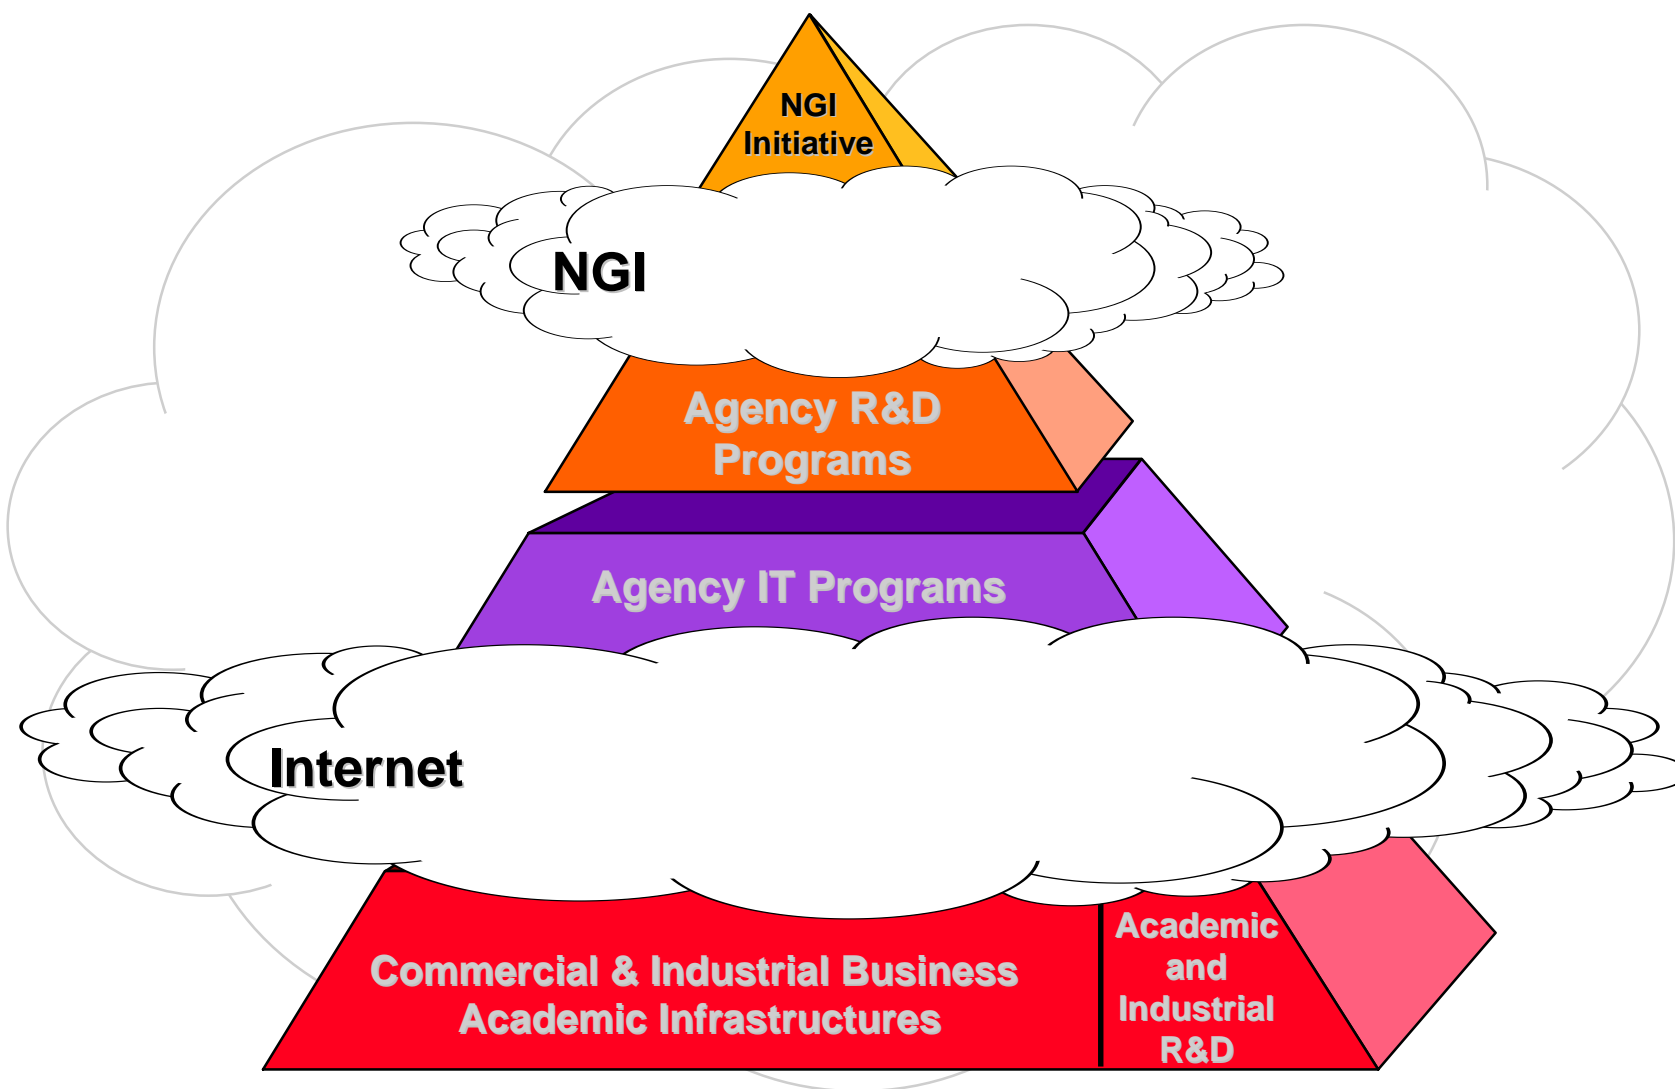 NGI
Initiative
NGI
Agency R&D
Programs
Agency IT Programs
Internet
Commercial & Industrial Business
Academic Infrastructures
Academic
and
Industrial
R&D